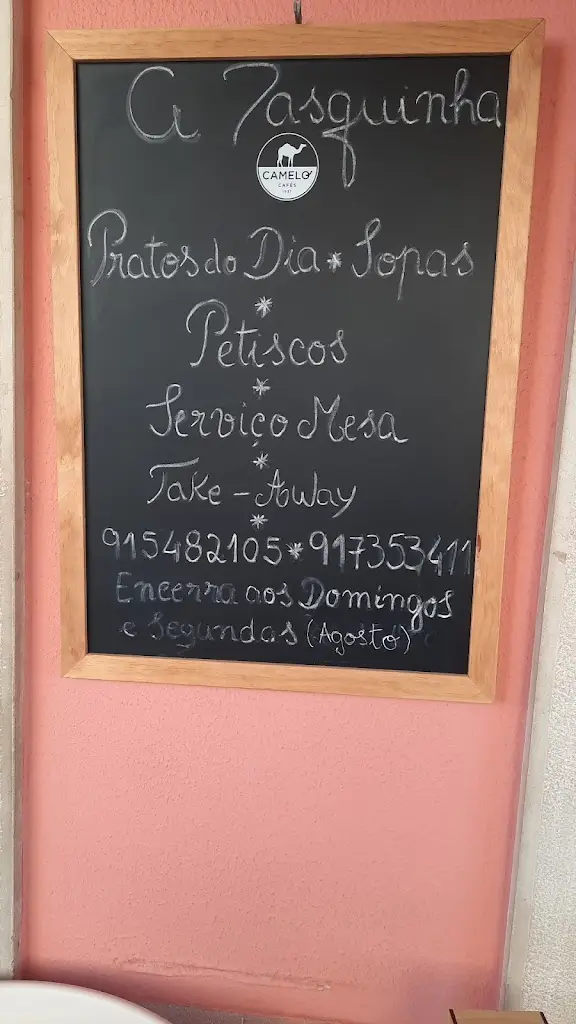 A Tasquinha
CAMELO
CAFÉS
Pratos do Dia * Sopas
*
Petiscos
*
Serviço Mesa
*
Take - Away
*
915482105 * 917353411
Encerra aos Domingos
e Segundas (Agosto)